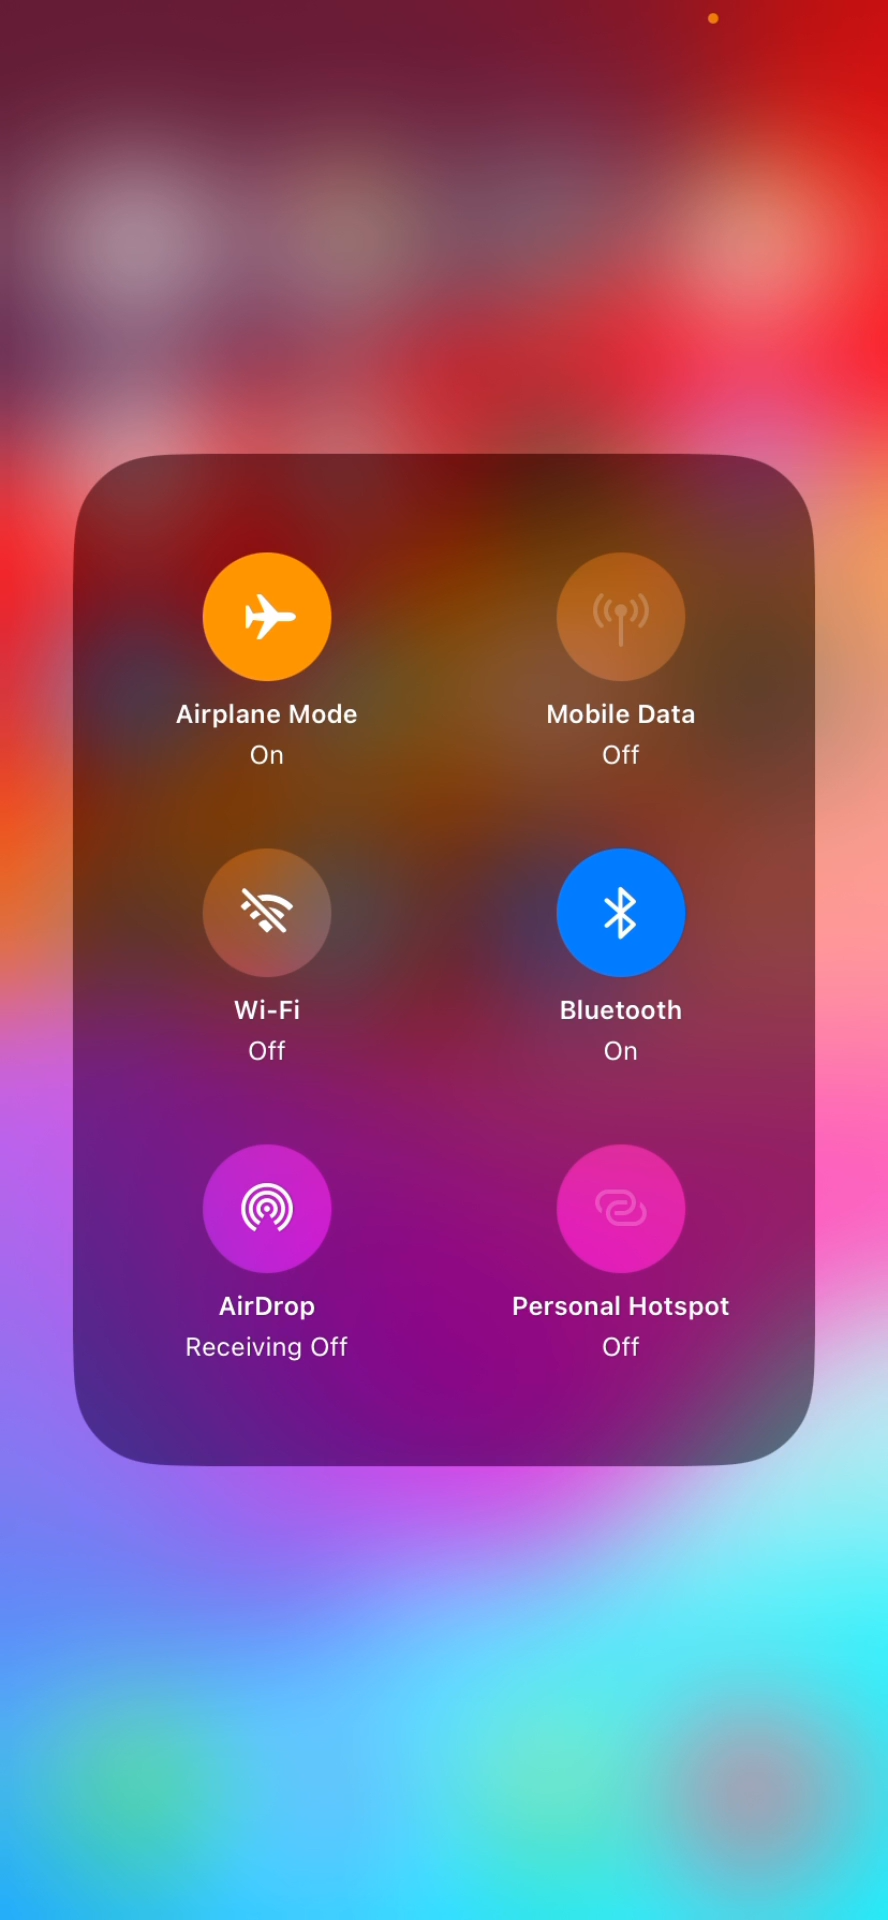 Airplane Mode
On
Mobile Data
Off
Wi-Fi
Off
Bluetooth
On
AirDrop
Receiving Off
Personal Hotspot
Off